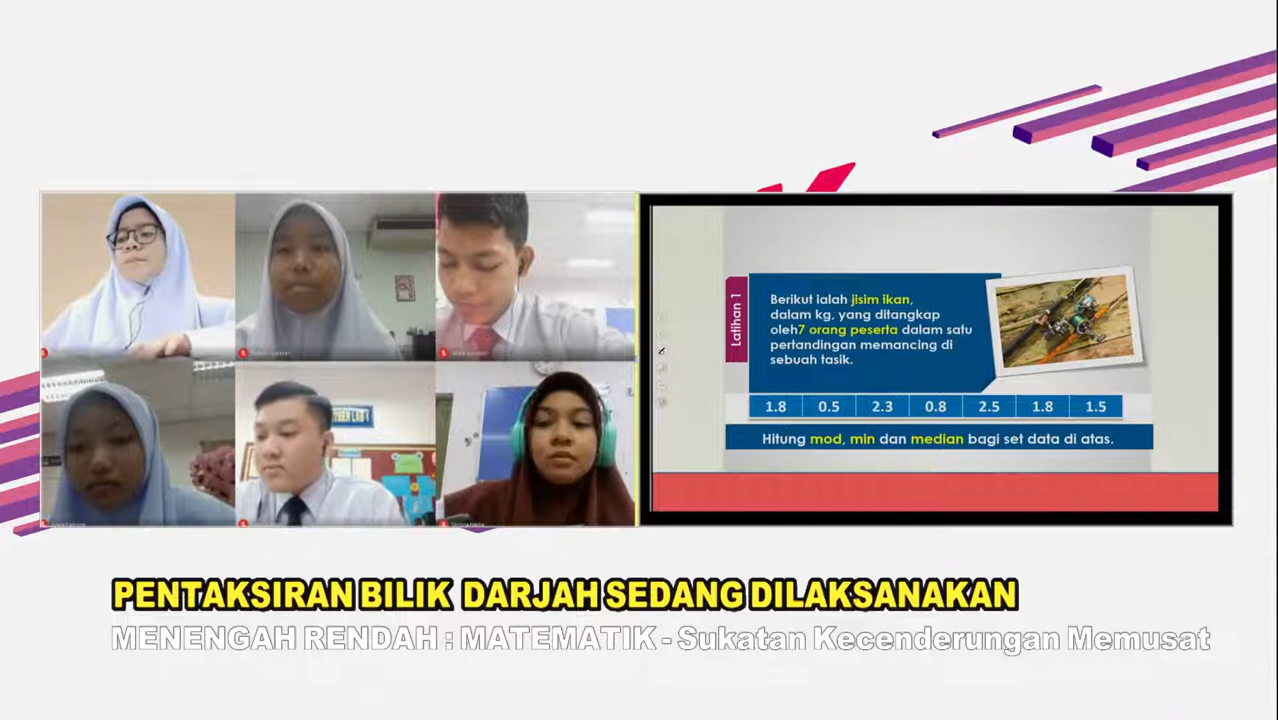 Latihan 1
Berikut ialah jisim ikan,
dalam kg, yang ditangkap
oleh7 orang peserta dalam satu
pertandingan memancing di
sebuah tasik.
1.8 0.5 2.3 0.8 2.5 1.8 1.5
Hitung mod, min dan median bagi set data di atas.
PENTAKSIRAN BILIK DARJAH SEDANG DILAKSANAKAN
MENENGAH RENDAH : MATEMATIK - Sukatan Kecenderungan Memusat